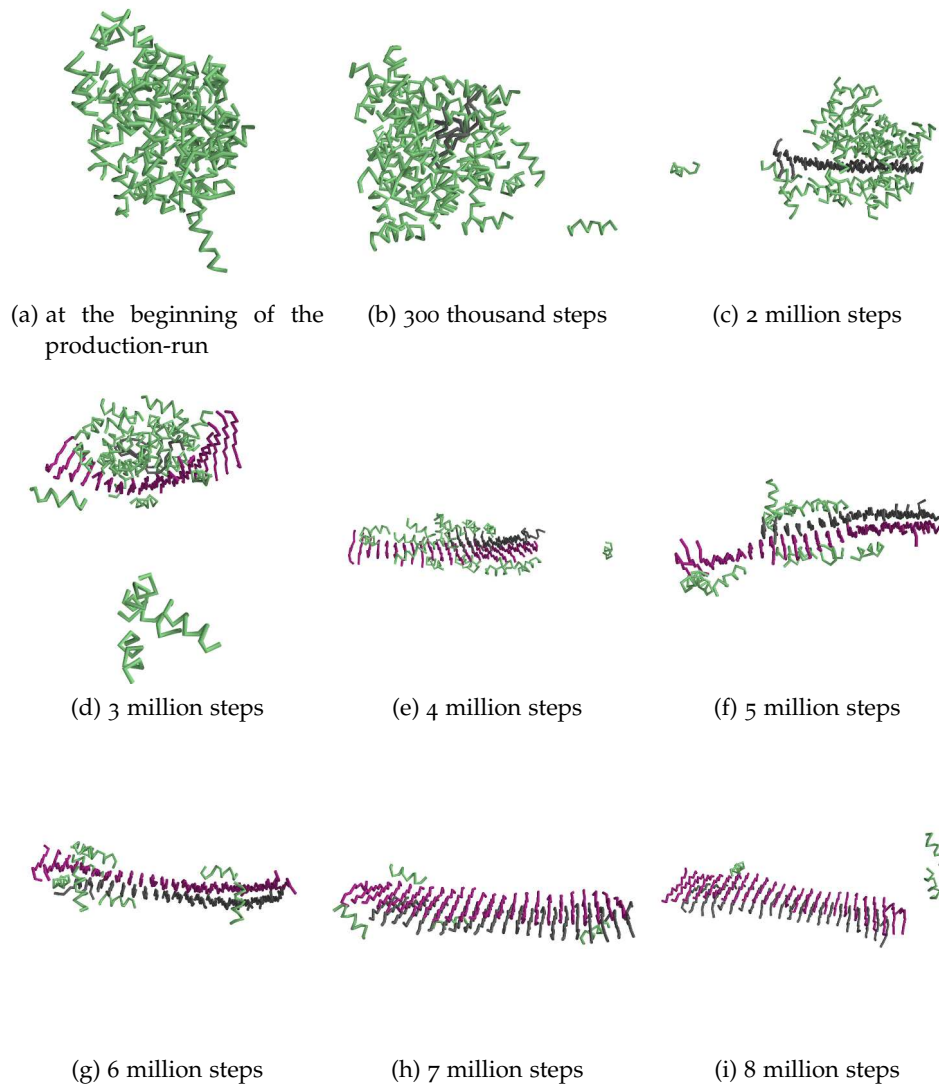 (a) at the beginning of the
production-run
(b) 300 thousand steps
(c) 2 million steps
(d) 3 million steps
(e) 4 million steps
(f) 5 million steps
(g) 6 million steps
(h) 7 million steps
(i) 8 million steps